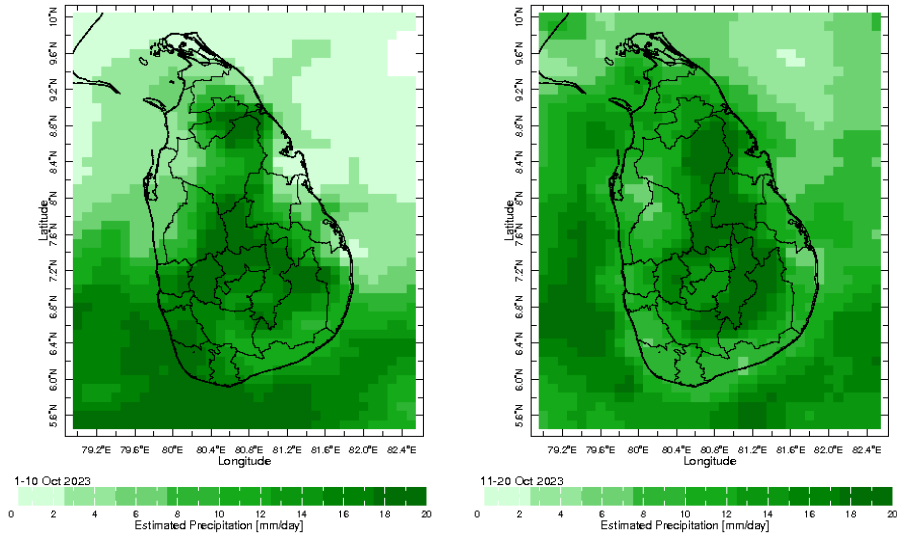 10°N
9.6°N
9.2°N
8.8°N
8.4°N
8°N
7.6°N
7.2°N
6.8°N
6.4°N
6.0°N
5.6°N
Latitude
79.2°E 79.6°E 80°E 80.4°E 80.8°E 81.2°E 81.6°E 82.0°E 82.4°E
Longitude
1-10 Oct 2023
0 2 4 6 8 10 12 14 16 18 20
Estimated Precipitation [mm/day]
10°N
9.6°N
9.2°N
8.8°N
8.4°N
8°N
7.6°N
7.2°N
6.8°N
6.4°N
6.0°N
5.6°N
Latitude
79.2°E 79.6°E 80°E 80.4°E 80.8°E 81.2°E 81.6°E 82.0°E 82.4°E
Longitude
11-20 Oct 2023
0 2 4 6 8 10 12 14 16 18 20
Estimated Precipitation [mm/day]